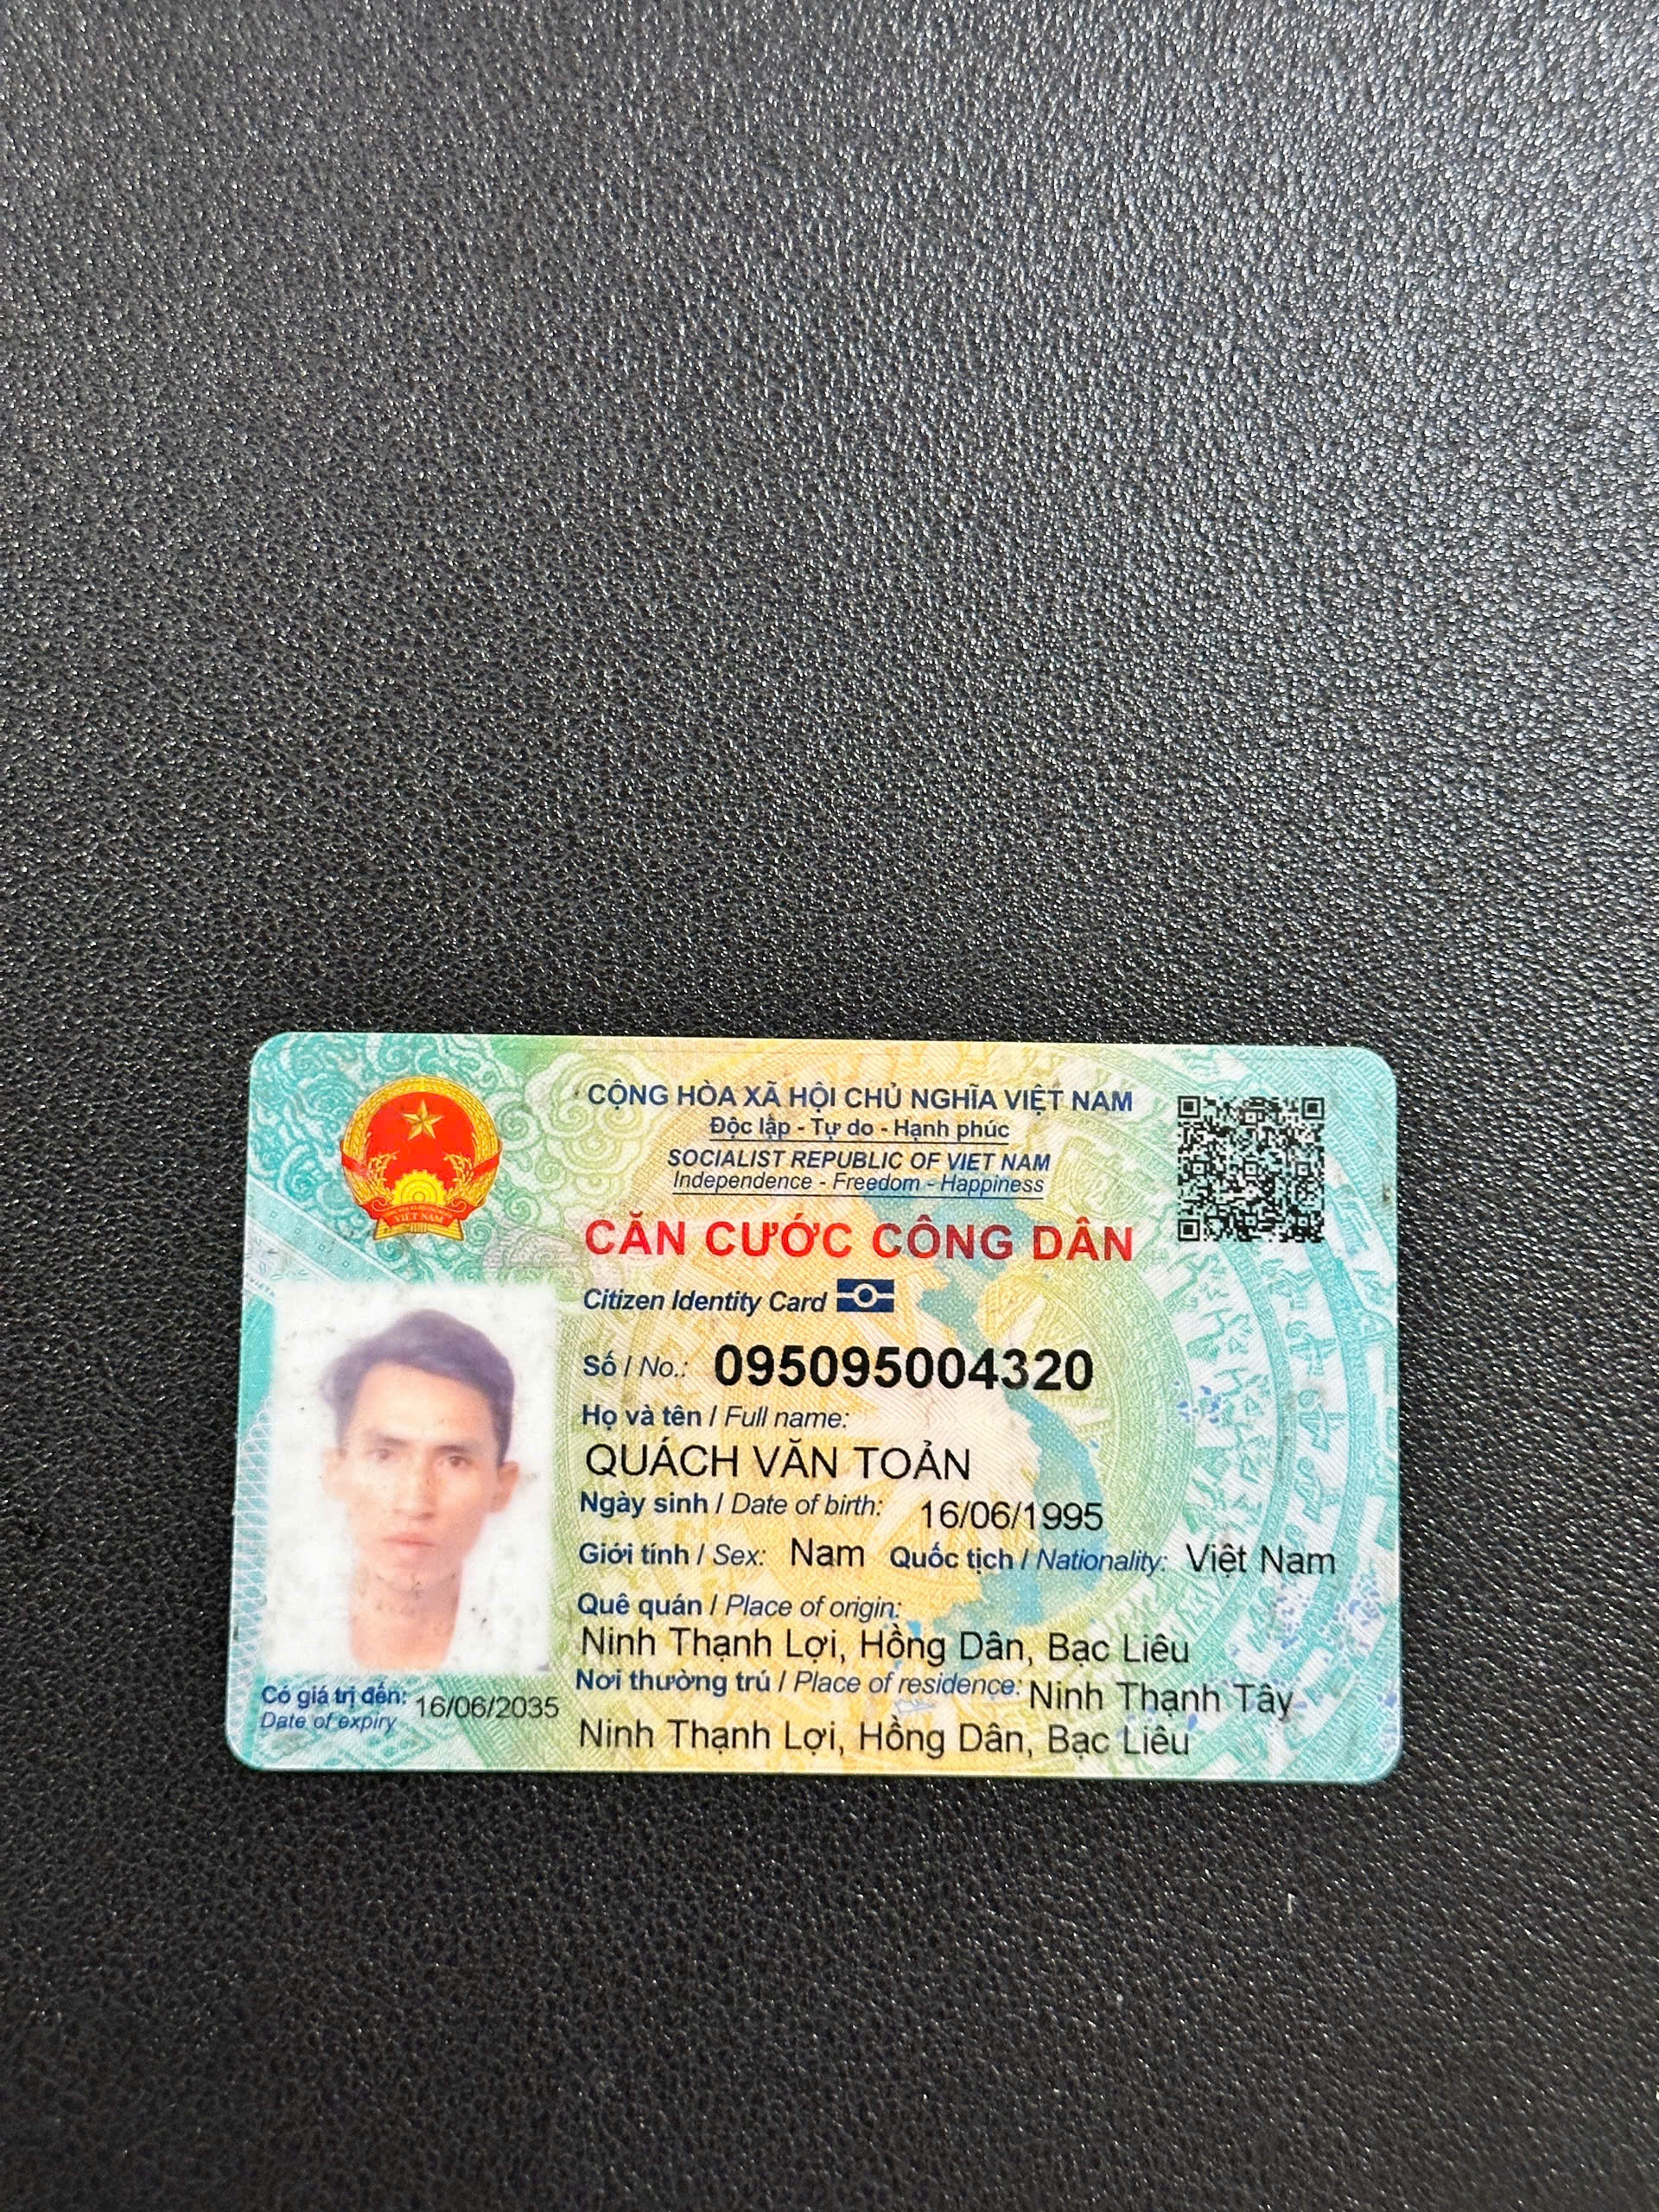 CỘNG HÒA XÃ HỘI CHỦ NGHĨA VIỆT NAM
Độc lập - Tự do - Hạnh phúc
SOCIALIST REPUBLIC OF VIET NAM
Independence - Freedom - Happiness
CĂN CƯỚC CÔNG DÂN
Citizen Identity Card
Số / No.: 095095004320
Họ và tên / Full name:
QUÁCH VĂN TOẢN
Ngày sinh / Date of birth: 16/06/1995
Giới tính / Sex: Nam Quốc tịch / Nationality: Việt Nam
Quê quán / Place of origin:
Ninh Thạnh Lợi, Hồng Dân, Bạc Liêu
Nơi thường trú / Place of residence: Ninh Thạnh Tây
Ninh Thạnh Lợi, Hồng Dân, Bạc Liêu
Có giá trị đến: 16/06/2035
Date of expiry
VIỆT NAM